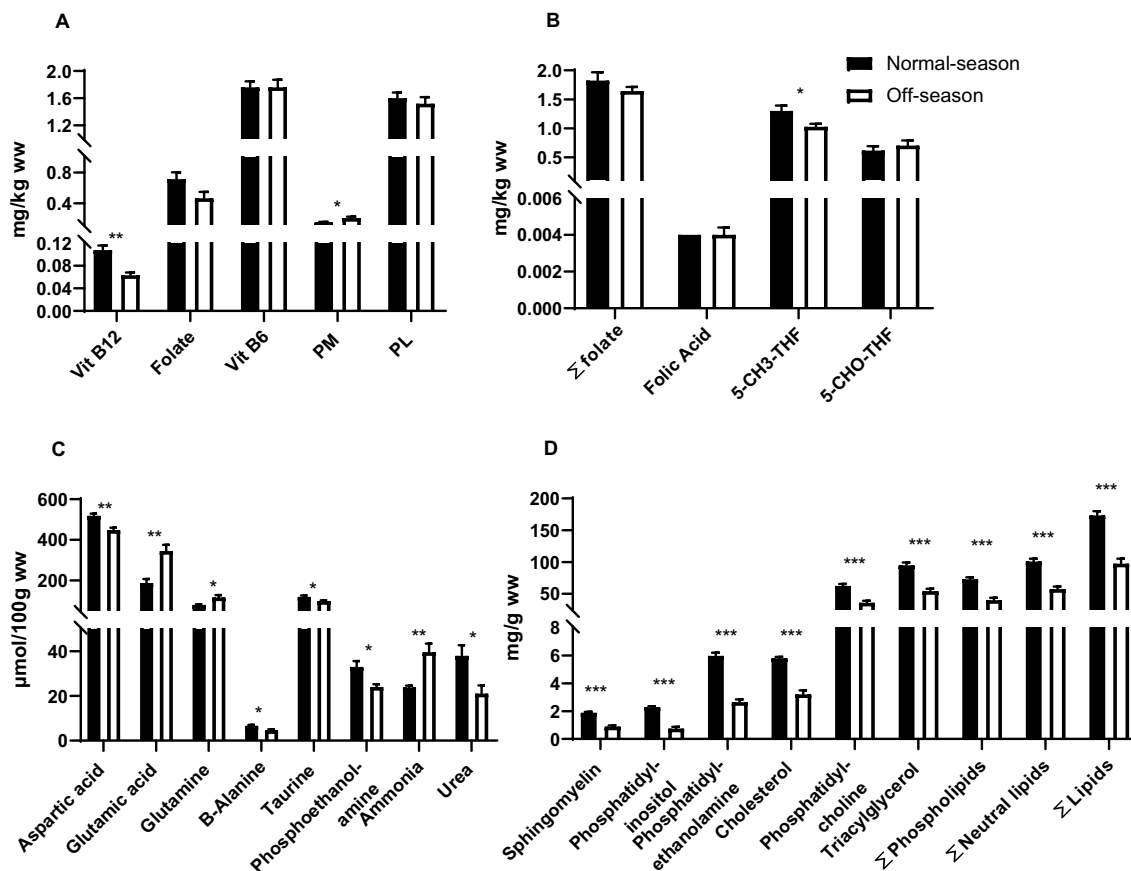 A
mg/kg ww
2.0
1.6
1.2
0.8
0.4
0.12
0.08
0.04
0.00
**
*
Vit B12
Folate
Vit B6
PM
PL
B
Normal-season
Off-season
mg/kg ww
2.0
1.5
1.0
0.5
0.006
0.004
0.002
0.000
*
Σ folate
Folic Acid
5-CH3-THF
5-CHO-THF
C
µmol/100g ww
600
400
200
40
20
0
**
**
*
*
*
*
**
*
Aspartic acid
Glutamic acid
Glutamine
B-Alanine
Taurine
Phosphoethanol-
amine
Ammonia
Urea
D
mg/g ww
200
150
100
50
8
6
4
2
0
***
***
***
***
***
***
***
***
***
Sphingomyelin
Phosphatidyl-
inositol
Phosphatidyl-
ethanolamine
Cholesterol
Phosphatidyl-
choline
Triacylglycerol
Σ Phospholipids
Σ Neutral lipids
Σ Lipids